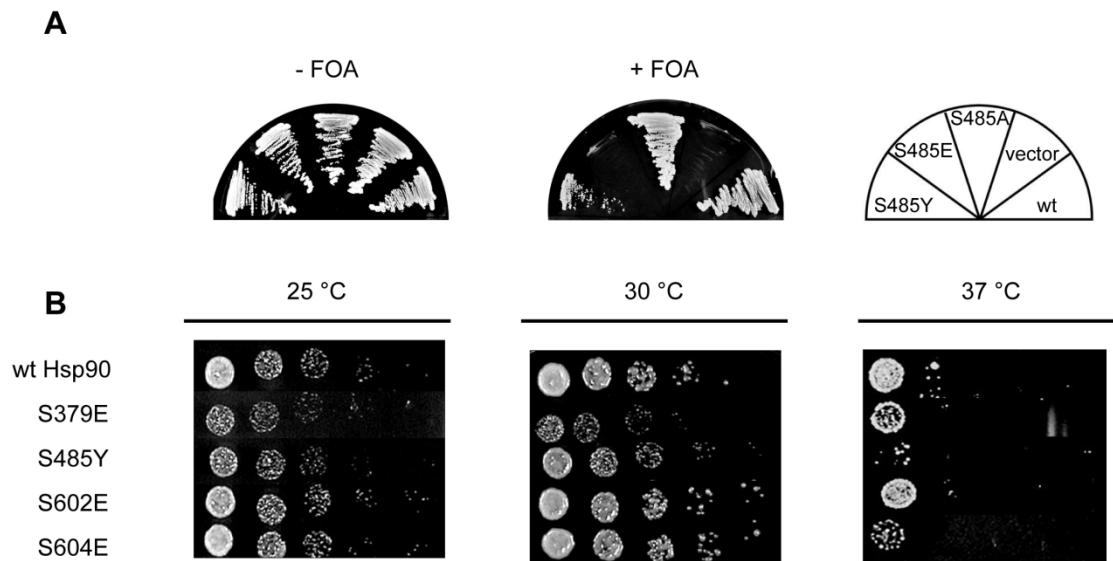 A
- FOA
+ FOA
S485A
S485E
vector
S485Y
wt
B
25 °C
30 °C
37 °C
wt Hsp90
S379E
S485Y
S602E
S604E